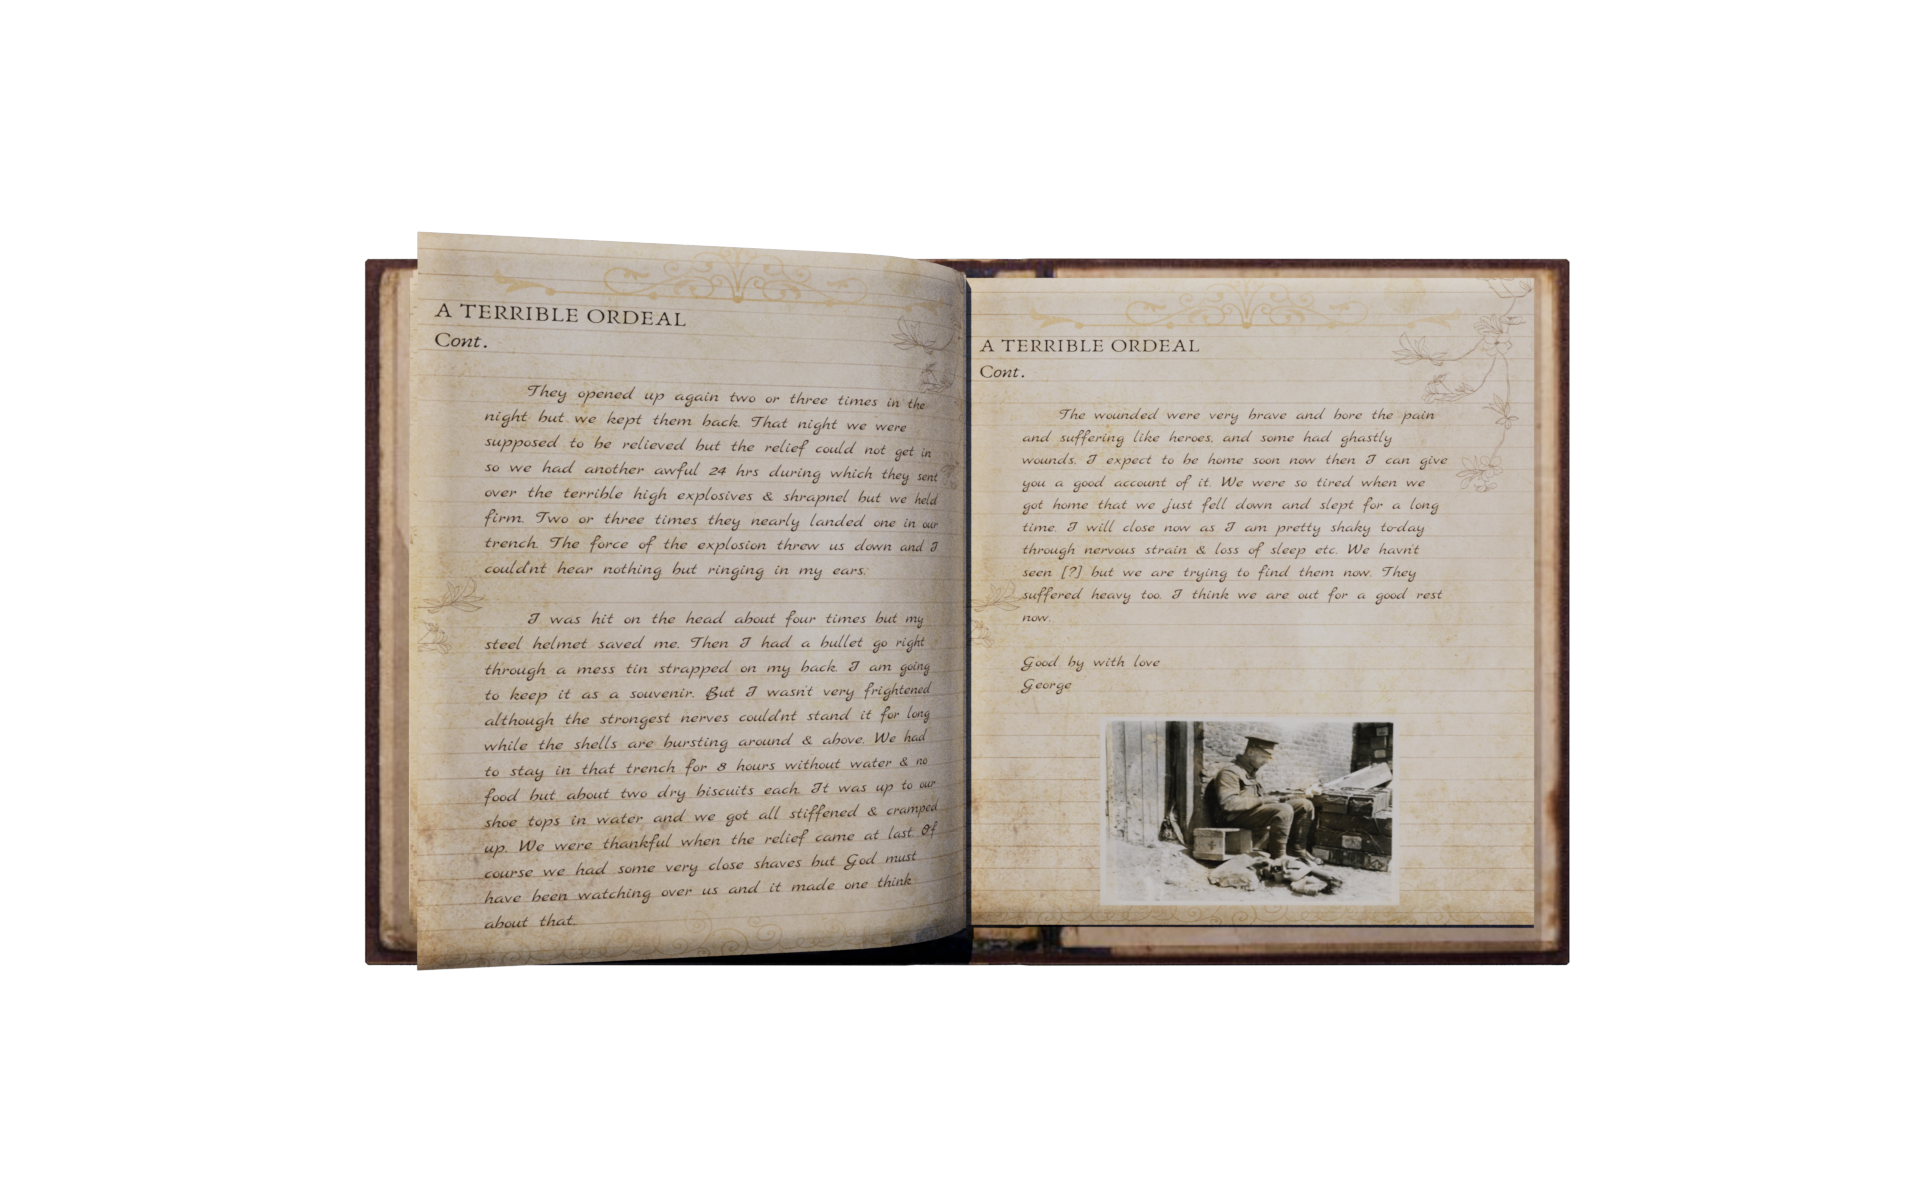 A TERRIBLE ORDEAL
Cont.
They opened up again two or three times in the
night but we kept them back. That night we were
supposed to be relieved but the relief could not get in
so we had another awful 24 hrs during which they sent
over the terrible high explosives & shrapnel but we held
firm. Two or three times they nearly landed one in our
trench. The force of the explosion threw us down and I
could'nt hear nothing but ringing in my ears.
I was hit on the head about four times but my
steel helmet saved me. Then I had a bullet go right
through a mess tin strapped on my back. I am going
to keep it as a souvenir. But I wasn't very frightened
although the strongest nerves could'nt stand it for long
while the shells are bursting around & above. We had
to stay in that trench for 8 hours without water & no
food but about two dry biscuits each. It was up to our
shoe tops in water and we got all stiffened & cramped
up. We were thankful when the relief came at last. Of
course we had some very close shaves but God must
have been watching over us and it made one think
about that.
A TERRIBLE ORDEAL
Cont.
The wounded were very brave and bore the pain
and suffering like heroes, and some had ghastly
wounds. I expect to be home soon now then I can give
you a good account of it. We were so tired when we
got home that we just fell down and slept for a long
time. I will close now as I am pretty shaky to-day
through nervous strain & loss of sleep etc. We hav'nt
seen [?] but we are trying to find them now. They
suffered heavy too. I think we are out for a good rest
now.
Good by with love
George